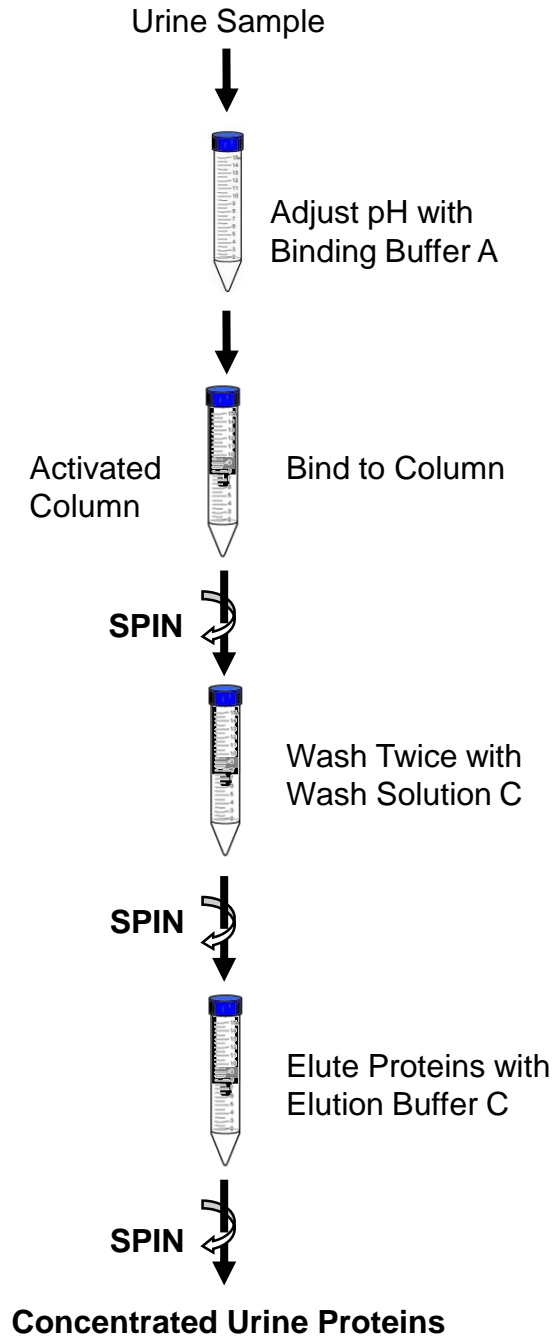 Urine Sample
Adjust pH with
Binding Buffer A
Activated
Column
Bind to Column
SPIN
Wash Twice with
Wash Solution C
SPIN
Elute Proteins with
Elution Buffer C
SPIN
Concentrated Urine Proteins